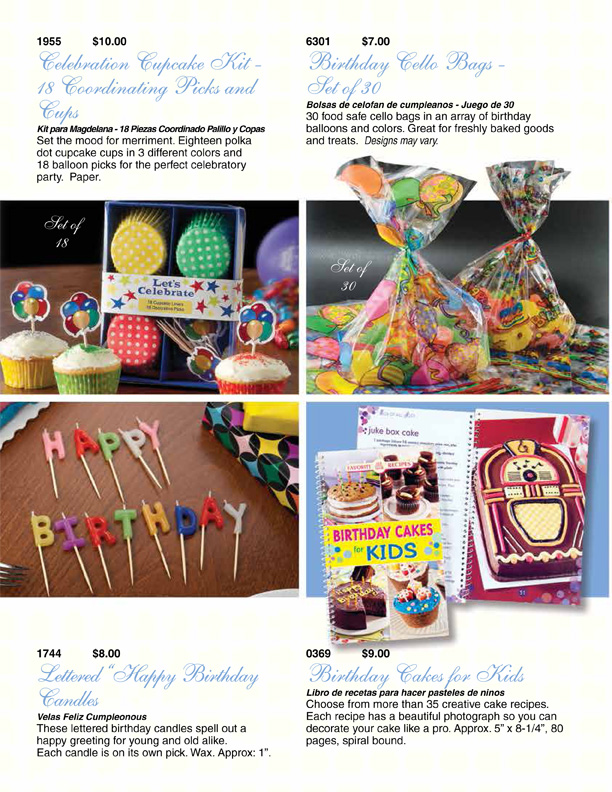 1955 $10.00
Celebration Cupcake Kit -
18 Coordinating Picks and
Cups
Kit para Magdelana - 18 Piezas Coordinado Palillo y Copas
Set the mood for merriment. Eighteen polka
dot cupcake cups in 3 different colors and
18 balloon picks for the perfect celebratory
party. Paper.
6301 $7.00
Birthday Cello Bags -
Set of 30
Bolsas de celofan de cumpleanos - Juego de 30
30 food safe cello bags in an array of birthday
balloons and colors. Great for freshly baked goods
and treats. Designs may vary.
Set of
18
Let's
Celebrate
18 Cupcake Liners
Set of
30
HAPPY
BIRTHDAY
juke box cake
FAVORITE RECIPES
BIRTHDAY CAKES
for KIDS
1744 $8.00
Lettered "Happy Birthday
Candles
Velas Feliz Cumpleonous
These lettered birthday candles spell out a
happy greeting for young and old alike.
Each candle is on its own pick. Wax. Approx: 1".
0369 $9.00
Birthday Cakes for Kids
Libro de recetas para hacer pasteles de ninos
Choose from more than 35 creative cake recipes.
Each recipe has a beautiful photograph so you can
decorate your cake like a pro. Approx. 5" x 8-1/4", 80
pages, spiral bound.